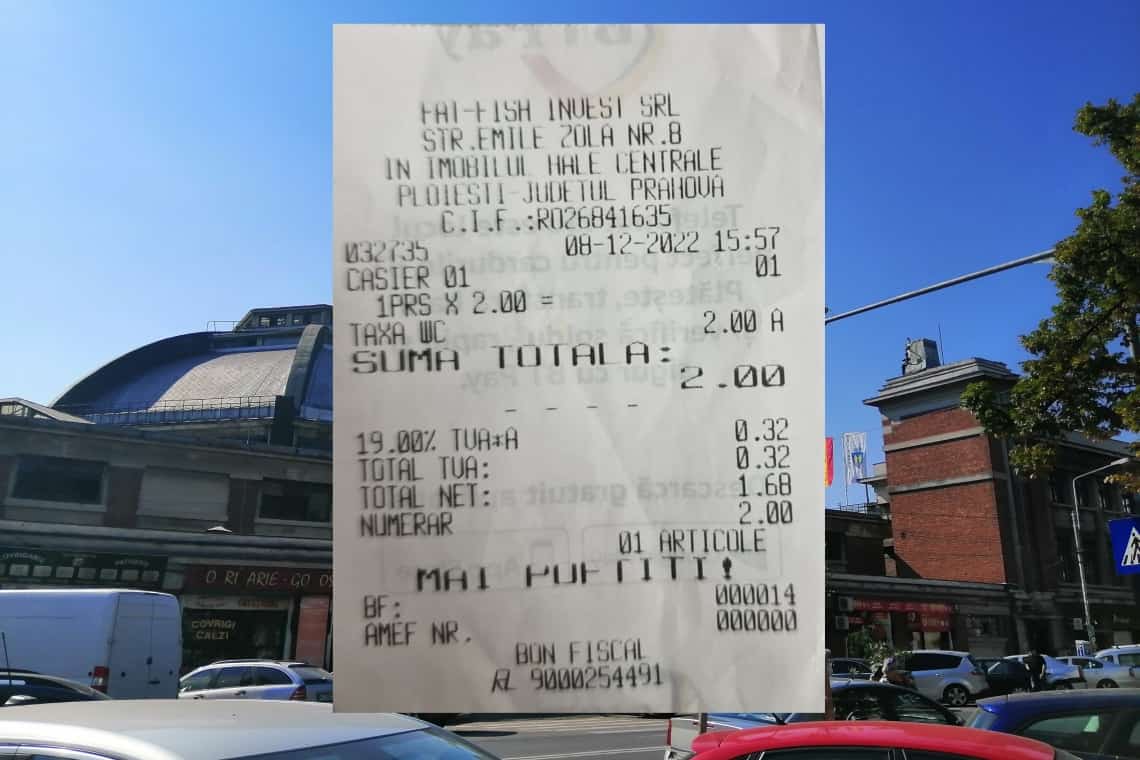 FAT-FISH INVEST SRL
STR.EMILE ZOLA NR.8
IN IMOBILUL HALE CENTRALE
PLOIESTI-JUDETUL PRAHOVA
C.I.F.:RO26841635
032735 08-12-2022 15:57
CASIER 01 01
1PRS X 2.00 =
TAXA WC 2.00 A
SUMA TOTALA:
2.00
- - - -
19.00% TVA*A 0.32
TOTAL TVA: 0.32
TOTAL NET: 1.68
NUMERAR 2.00
01 ARTICOLE
MAI POFTITI!
BF: 000014
AMEF NR. 000000
BON FISCAL
RL 9000254491
COVRIGI
CALZI